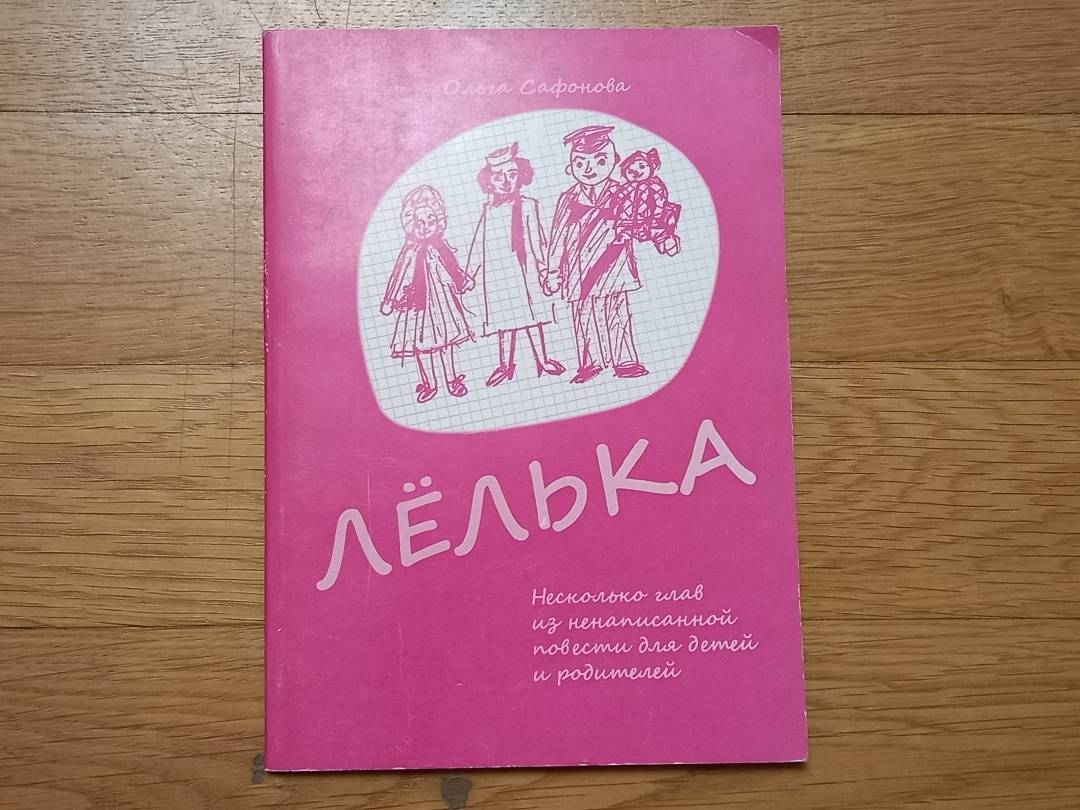 Ольга Сафонова
ЛЁЛЬКА
Несколько глав
из ненаписанной
повести для детей
и родителей